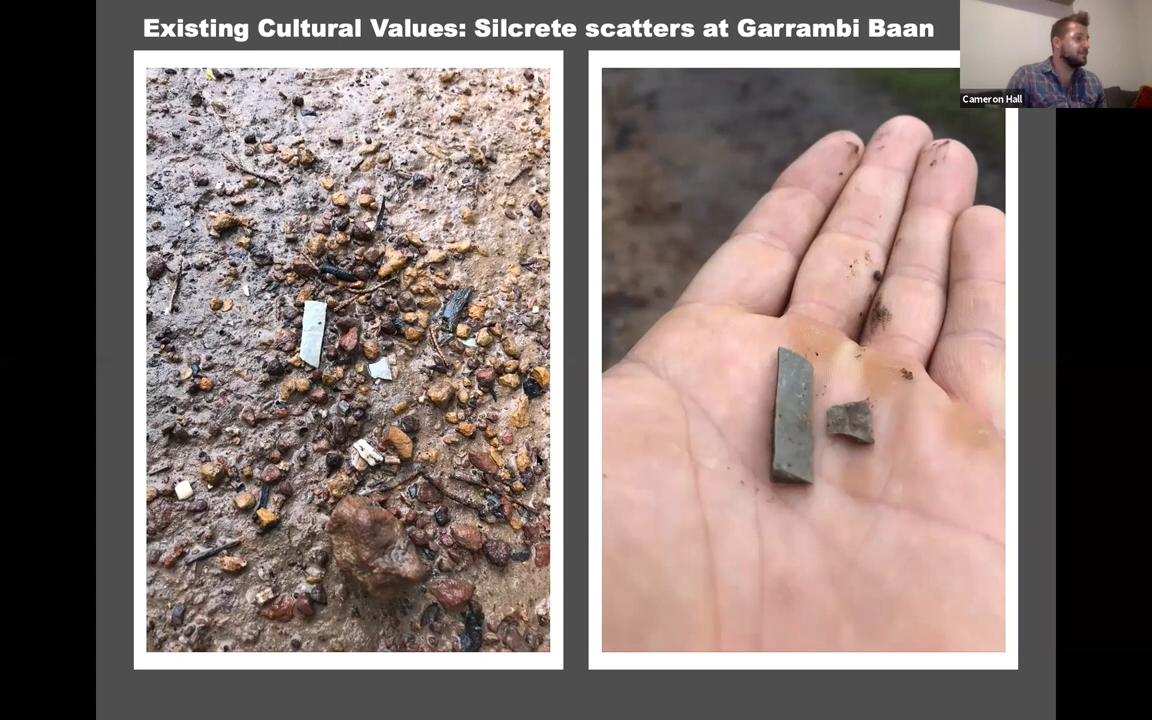 Existing Cultural Values: Silcrete scatters at Garrambi Baan
Cameron Hall